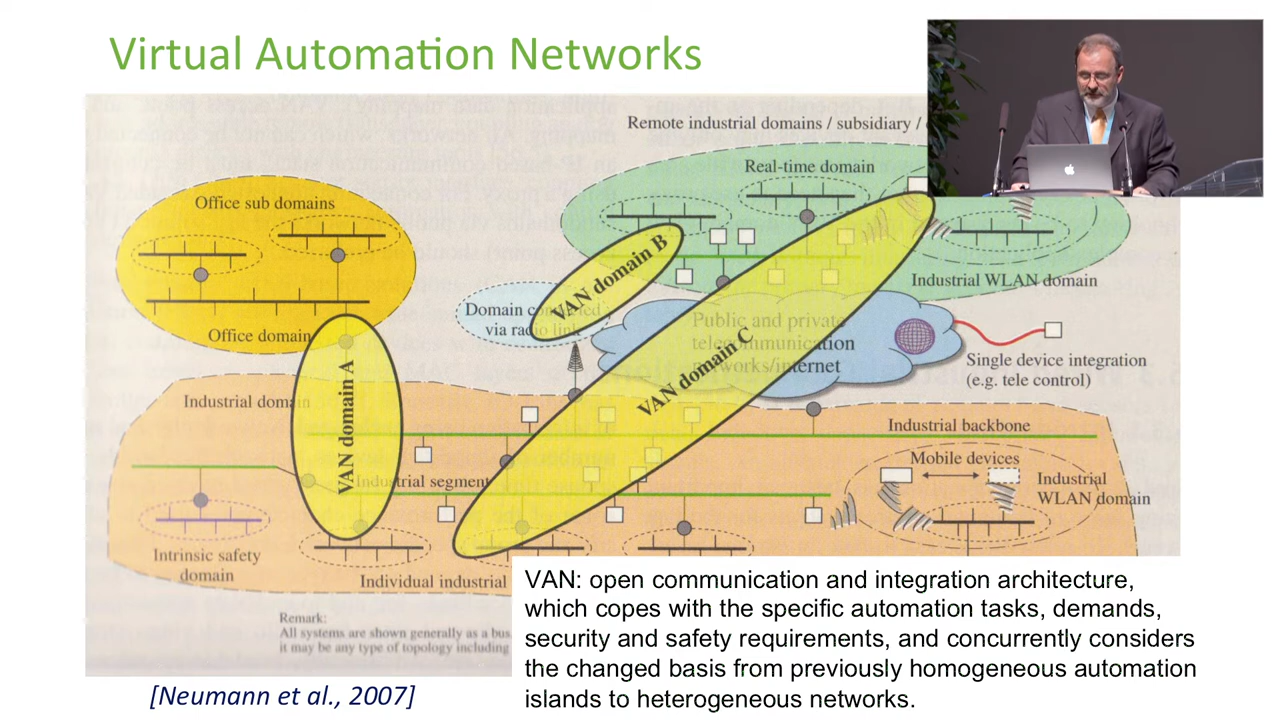 Virtual Automation Networks
Remote industrial domains / subsidiary /
Real-time domain
Office sub domains
VAN domain B
Industrial WLAN domain
Domain connected
via radio link
Office domain
Public and private
telecommunication
networks/internet
VAN domain C
Single device integration
(e.g. tele control)
VAN domain A
Industrial domain
Industrial backbone
Mobile devices
Industrial
WLAN domain
Industrial segment
Intrinsic safety
domain
Individual industrial
Remark:
All systems are shown generally as a bus,
it may be any type of topology including
VAN: open communication and integration architecture,
which copes with the specific automation tasks, demands,
security and safety requirements, and concurrently considers
the changed basis from previously homogeneous automation
islands to heterogeneous networks.
[Neumann et al., 2007]